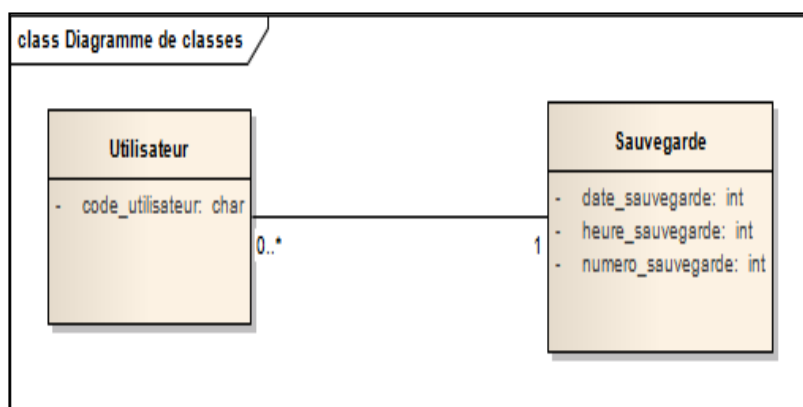 class Diagramme de classes
Utilisateur
- code_utilisateur: char
0..*
1
Sauvegarde
- date_sauvegarde: int
- heure_sauvegarde: int
- numero_sauvegarde: int